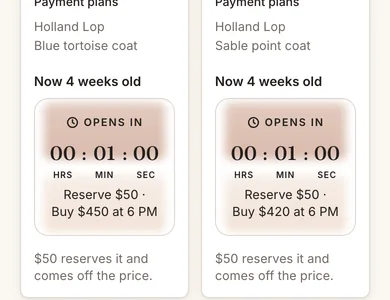 Payment plans
Holland Lop
Blue tortoise coat
Now 4 weeks old
OPENS IN
00 : 01 : 00
HRS MIN SEC
Reserve $50 ·
Buy $450 at 6 PM
$50 reserves it and
comes off the price.
Payment plans
Holland Lop
Sable point coat
Now 4 weeks old
OPENS IN
00 : 01 : 00
HRS MIN SEC
Reserve $50 ·
Buy $420 at 6 PM
$50 reserves it and
comes off the price.